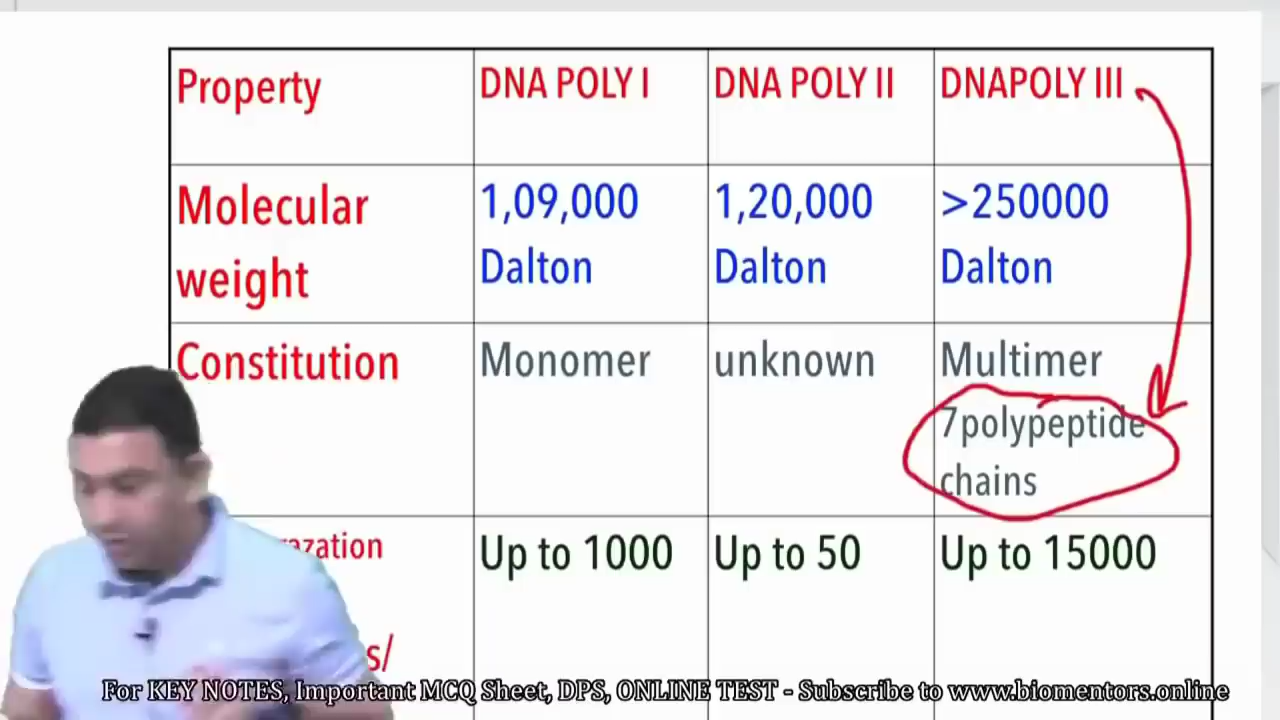 Property DNA POLY I DNA POLY II DNAPOLY III
Molecular 1,09,000 1,20,000 >250000
weight Dalton Dalton Dalton
Constitution Monomer unknown Multimer
7polypeptide
chains
Up to 1000 Up to 50 Up to 15000
For KEY NOTES, Important MCQ Sheet, DPS, ONLINE TEST - Subscribe to www.biomentors.online